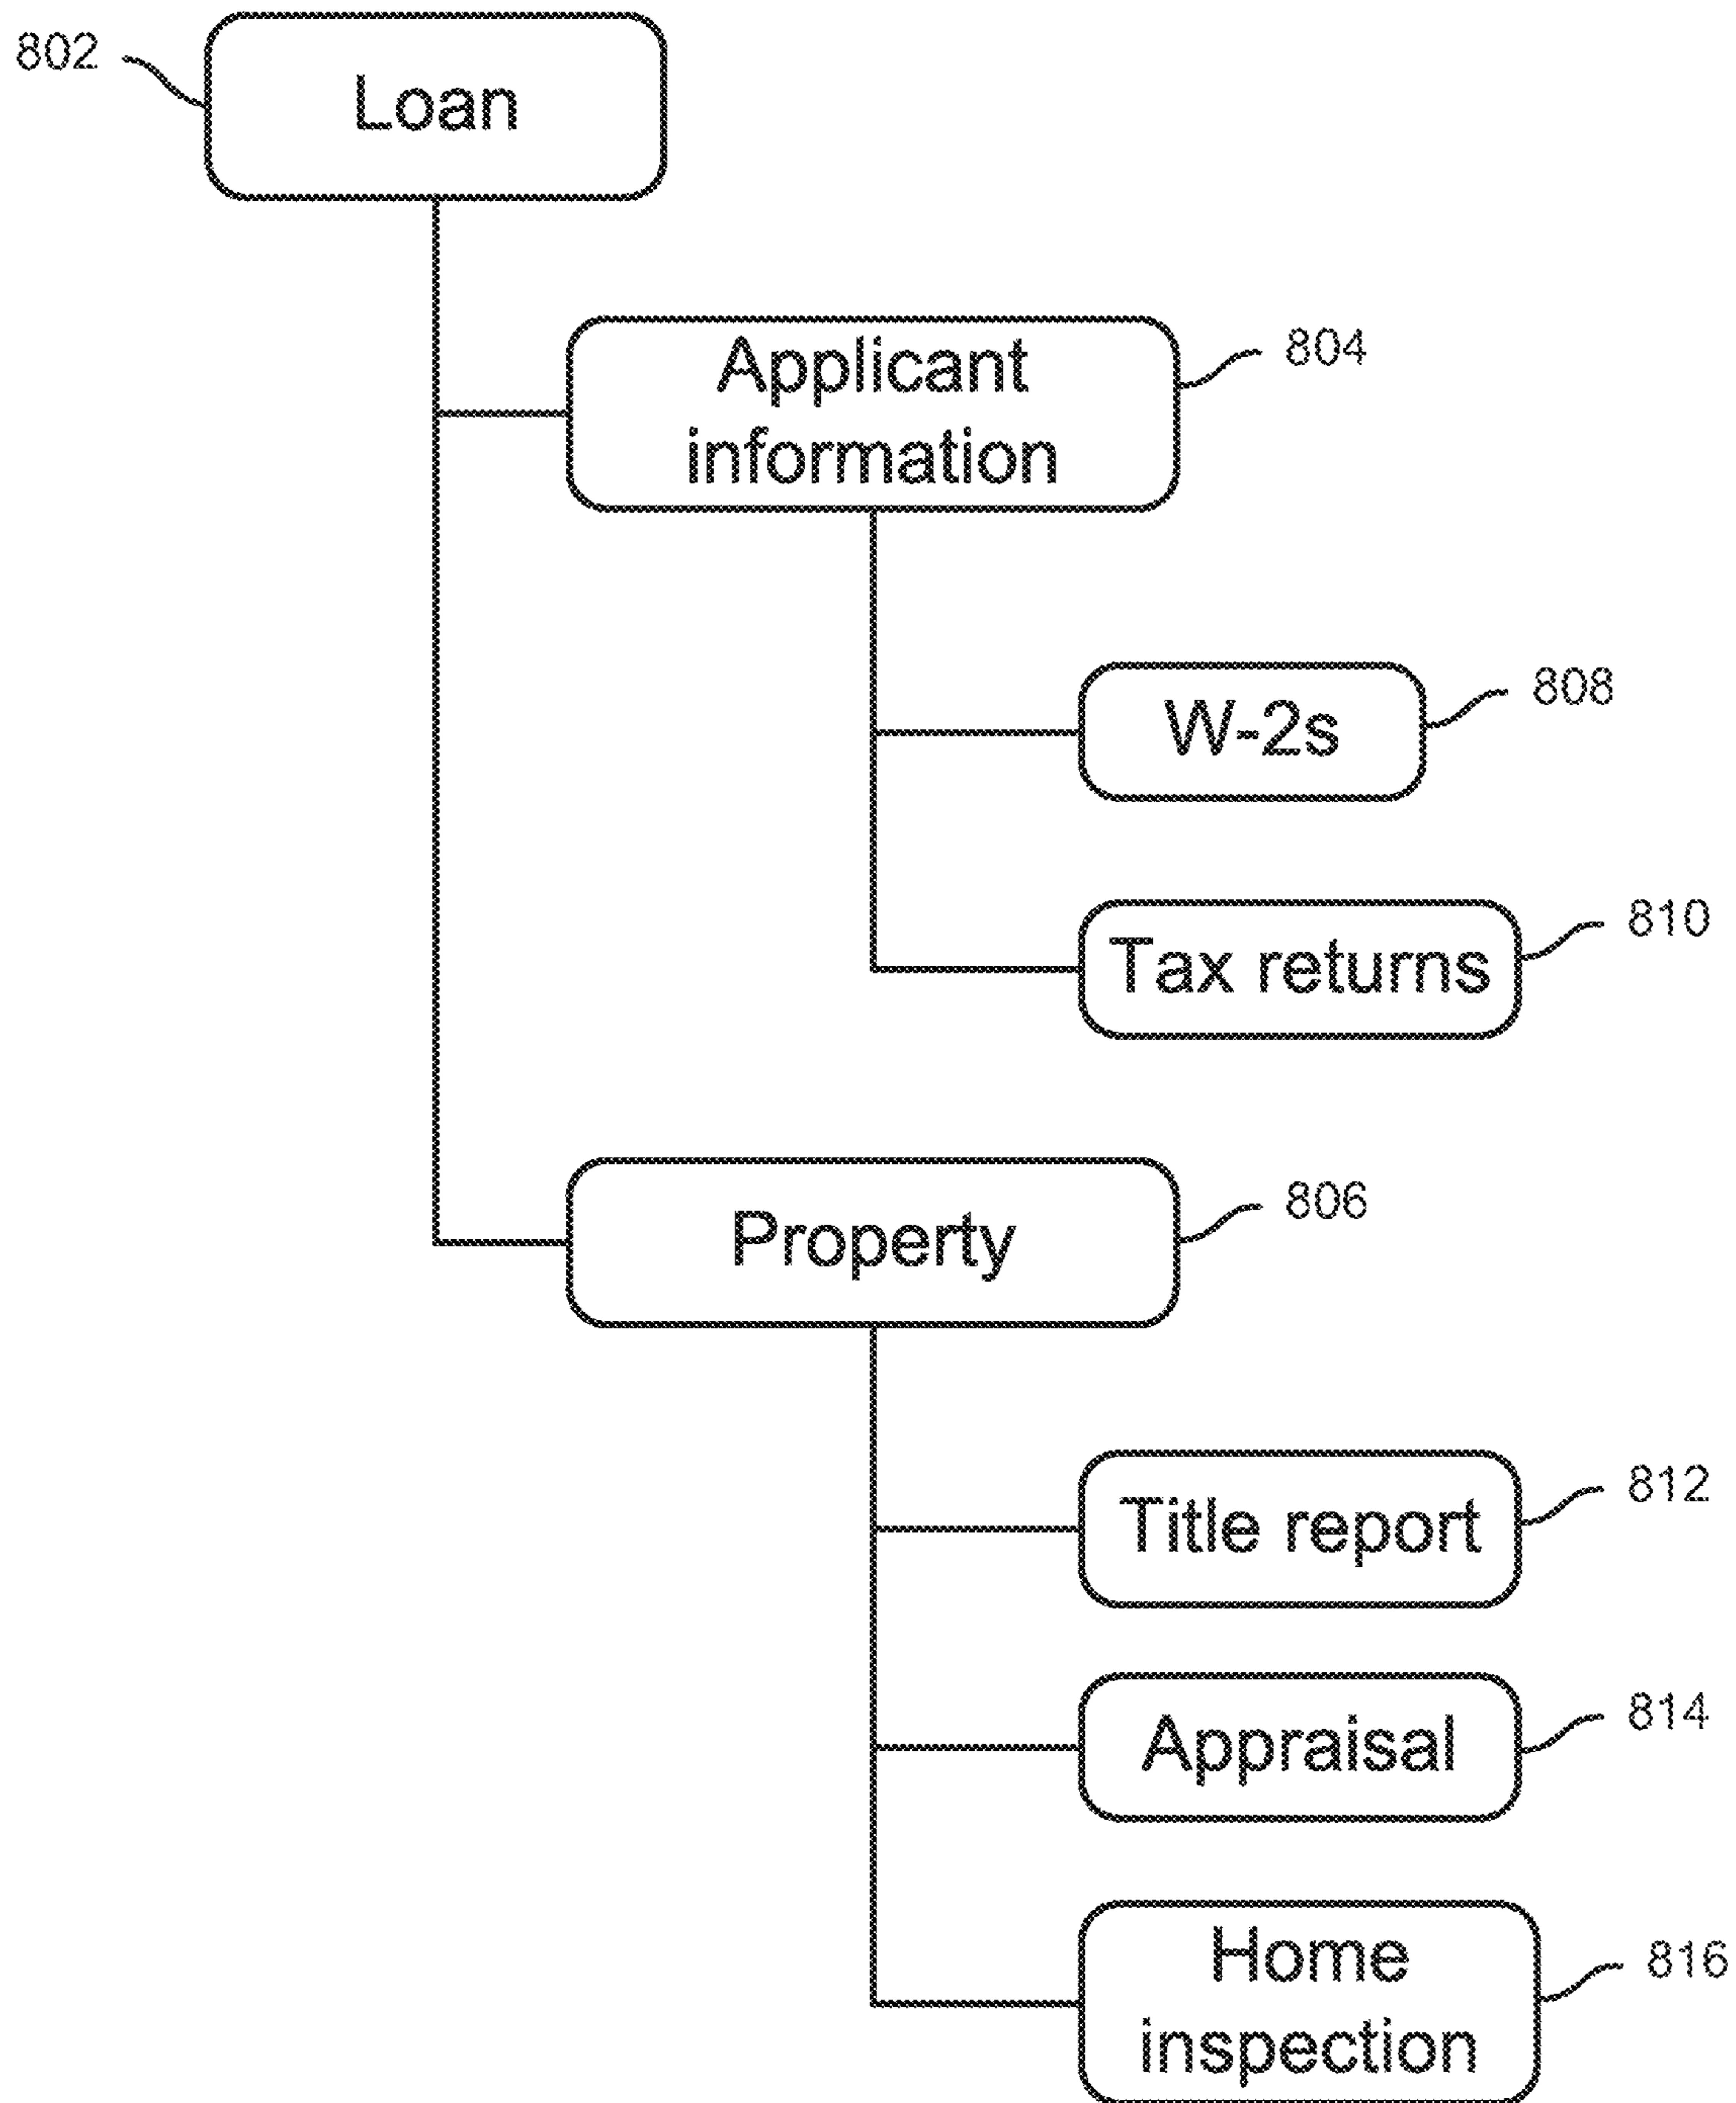 802
Loan
Applicant
information
804
W-2s
808
Tax returns
810
Property
806
Title report
812
Appraisal
814
Home
inspection
816